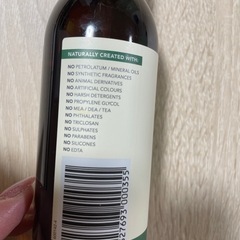 NATURALLY CREATED WITH:
NO PETROLATUM / MINERAL OILS
NO SYNTHETIC FRAGRANCES
NO ANIMAL DERIVATIVES
NO ARTIFICIAL COLOURS
NO HARSH DETERGENTS
NO PROPYLENE GLYCOL
NO MEA / DEA / TEA
NO PHTHALATES
NO TRICLOSAN
NO SULPHATES
NO PARABENS
NO SILICONES
NO EDTA
27693 000355